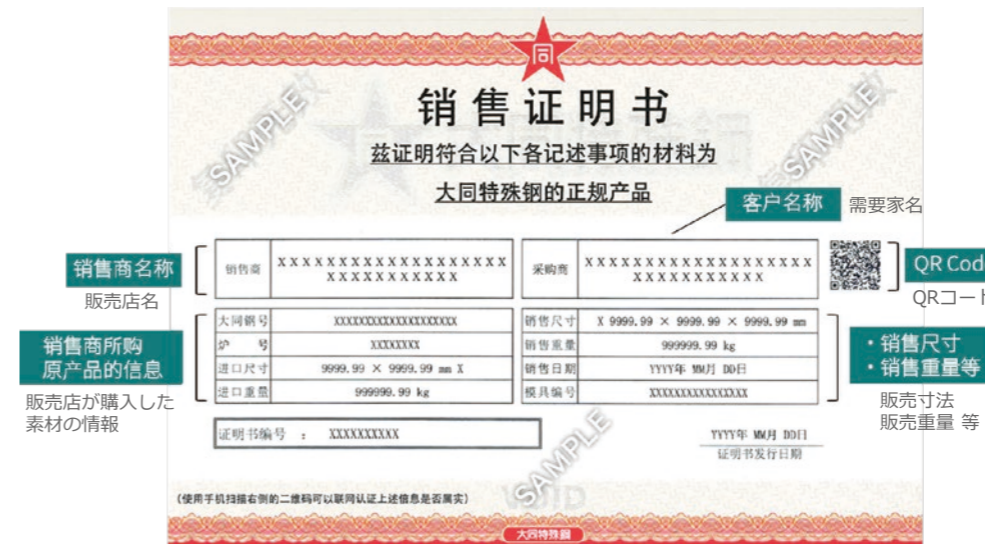 同
销售证明书
兹证明符合以下各记述事项的材料为
大同特殊钢的正规产品
SAMPLE
SAMPLE
客户名称
需要家名
销售商名称
販売店名
销售商
XXXXXXXXXXXXXXXXXXX
XXXXXXXXXXX
采购商
XXXXXXXXXXXXXXXXXXX
XXXXXXXXXXX
QR Code
QRコード
销售商所购
原产品的信息
販売店が購入した
素材の情報
大同钢号 XXXXXXXXXXXXXXXXXXXX
炉 号 XXXXXXXX
进口尺寸 9999.99 × 9999.99 mm X
进口重量 999999.99 kg
销售尺寸 X 9999.99 × 9999.99 × 9999.99 mm
销售重量 999999.99 kg
销售日期 YYYY年 MM月 DD日
模具编号 XXXXXXXXXXXXXXX
・销售尺寸
・销售重量等
販売寸法
販売重量 等
证明书编号 : XXXXXXXXXX
YYYY年 MM月 DD日
证明书发行日期
SAMPLE
VOID
(使用手机扫描右侧的二维码可以联网认证上述信息是否属实)
大同特殊鋼